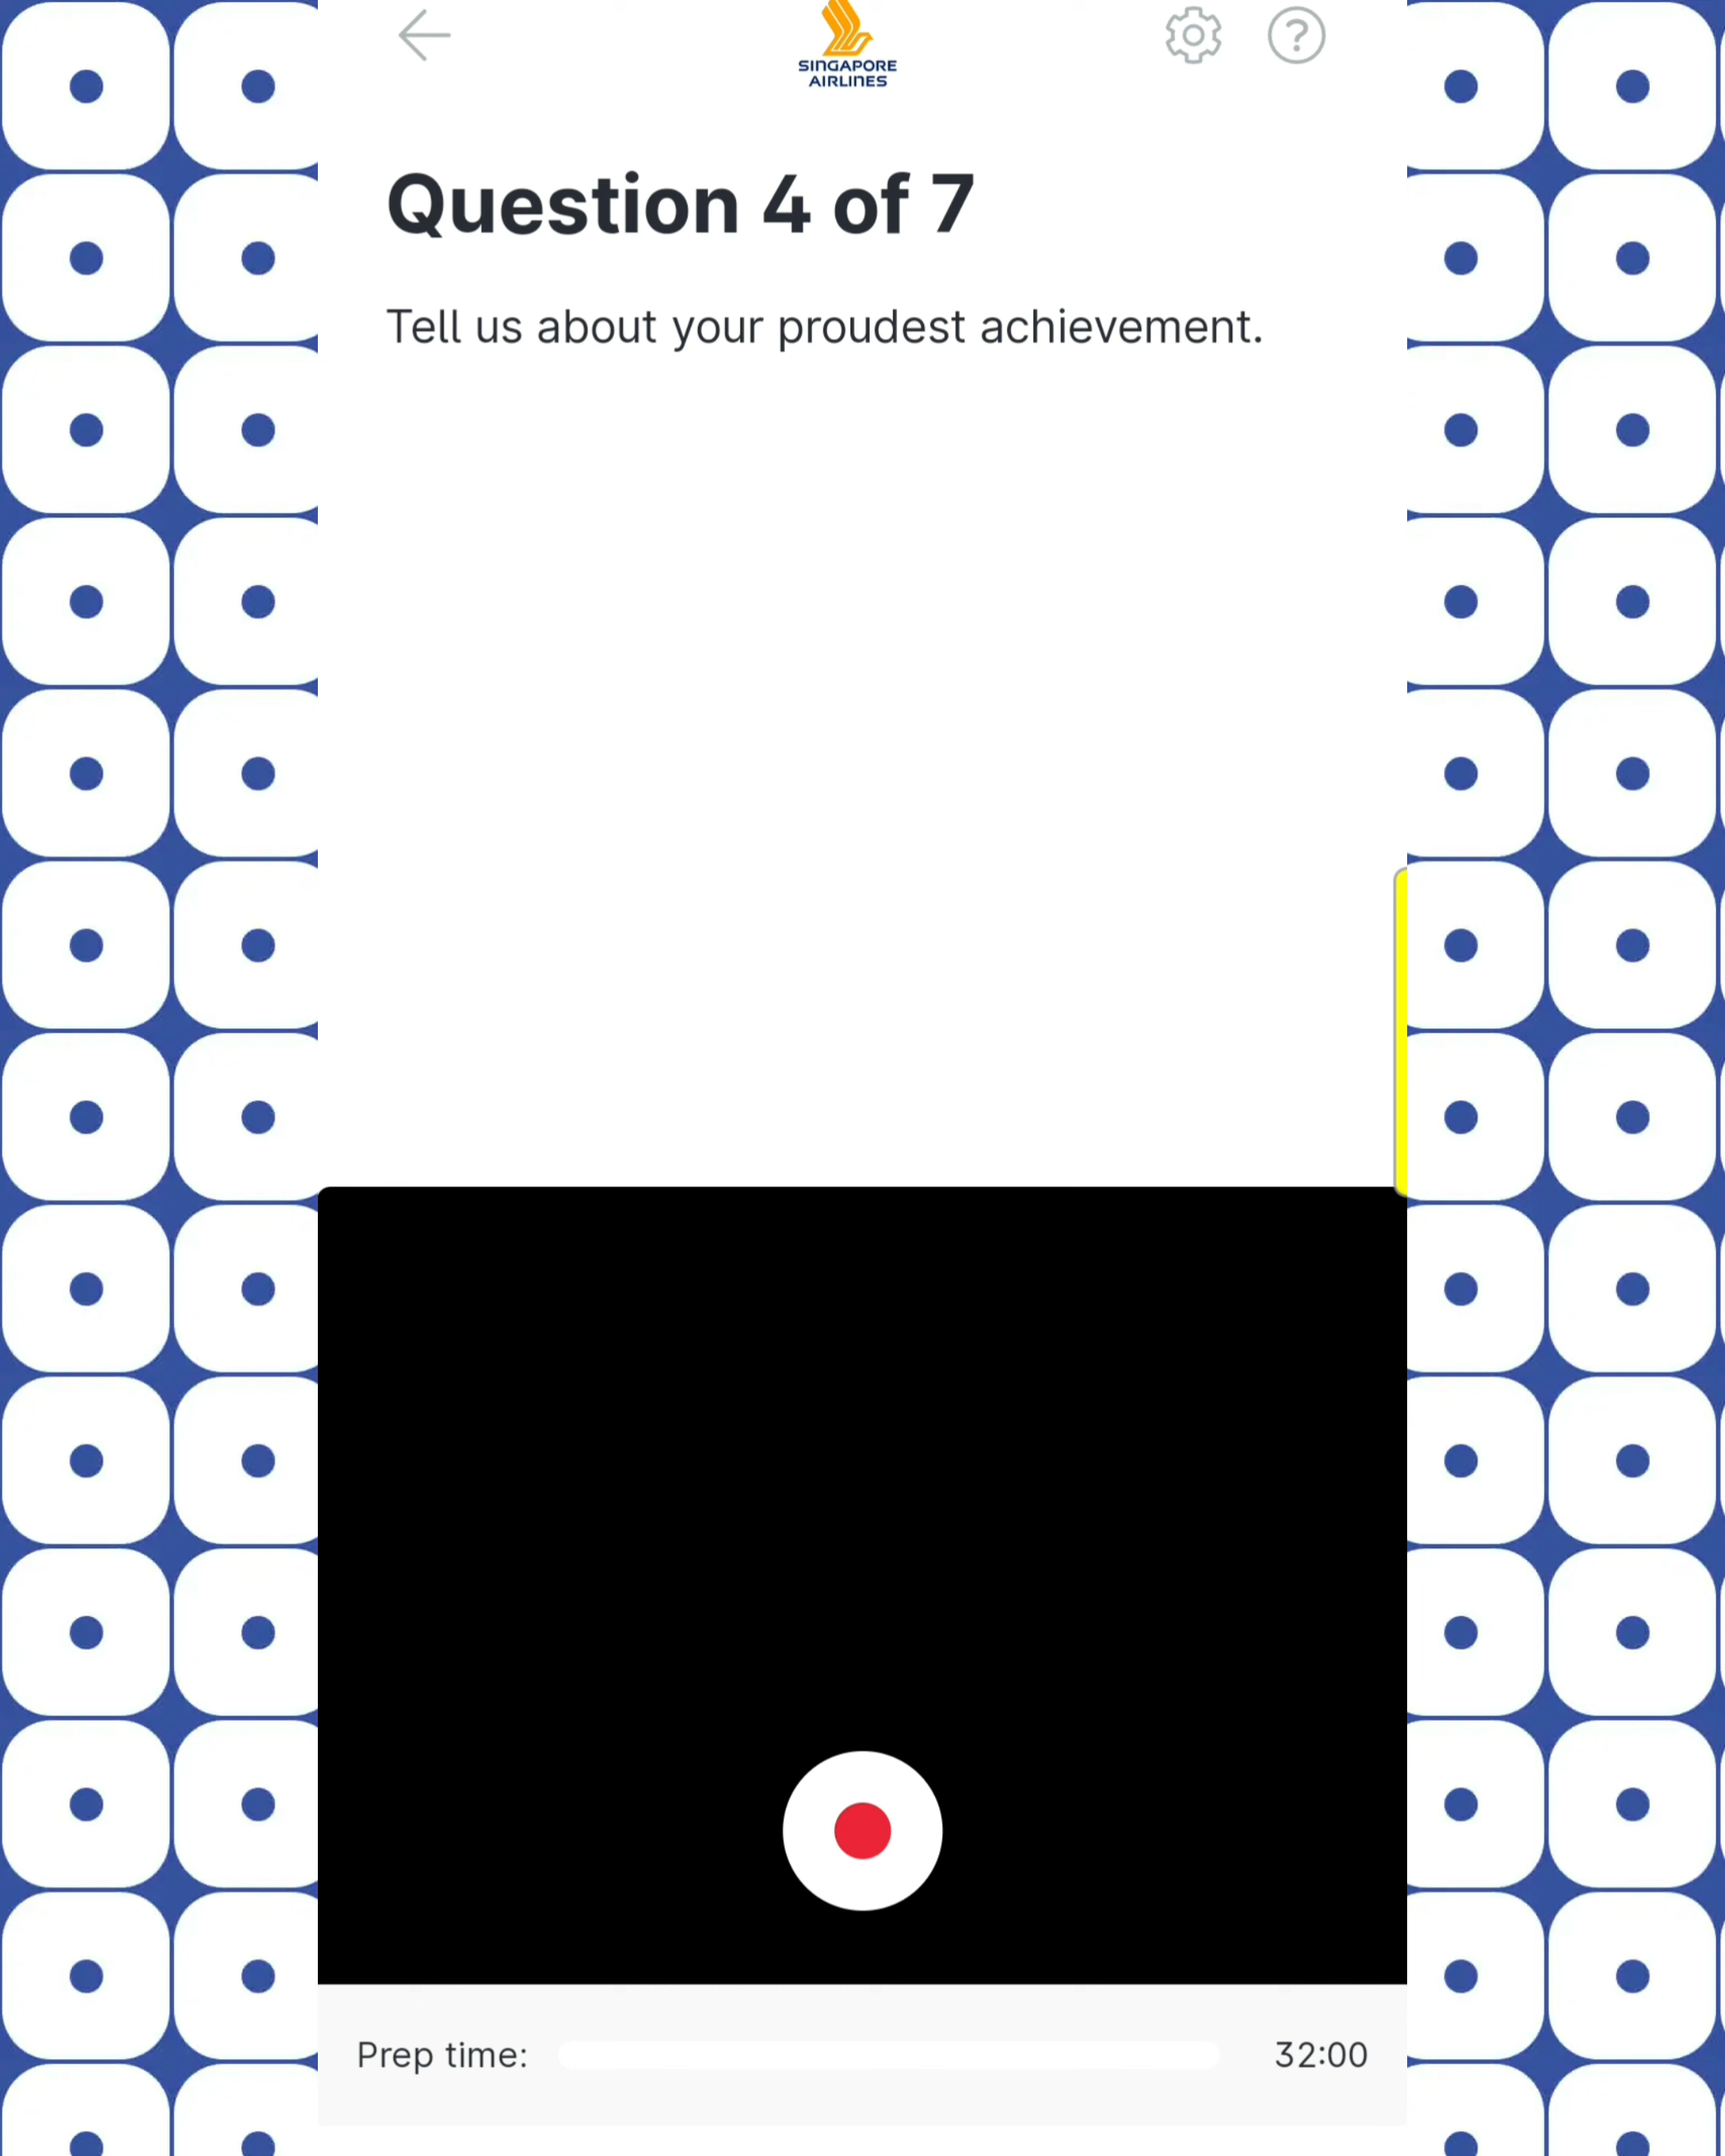 SINGAPORE
AIRLINES
?
Question 4 of 7
Tell us about your proudest achievement.
Prep time: 32:00